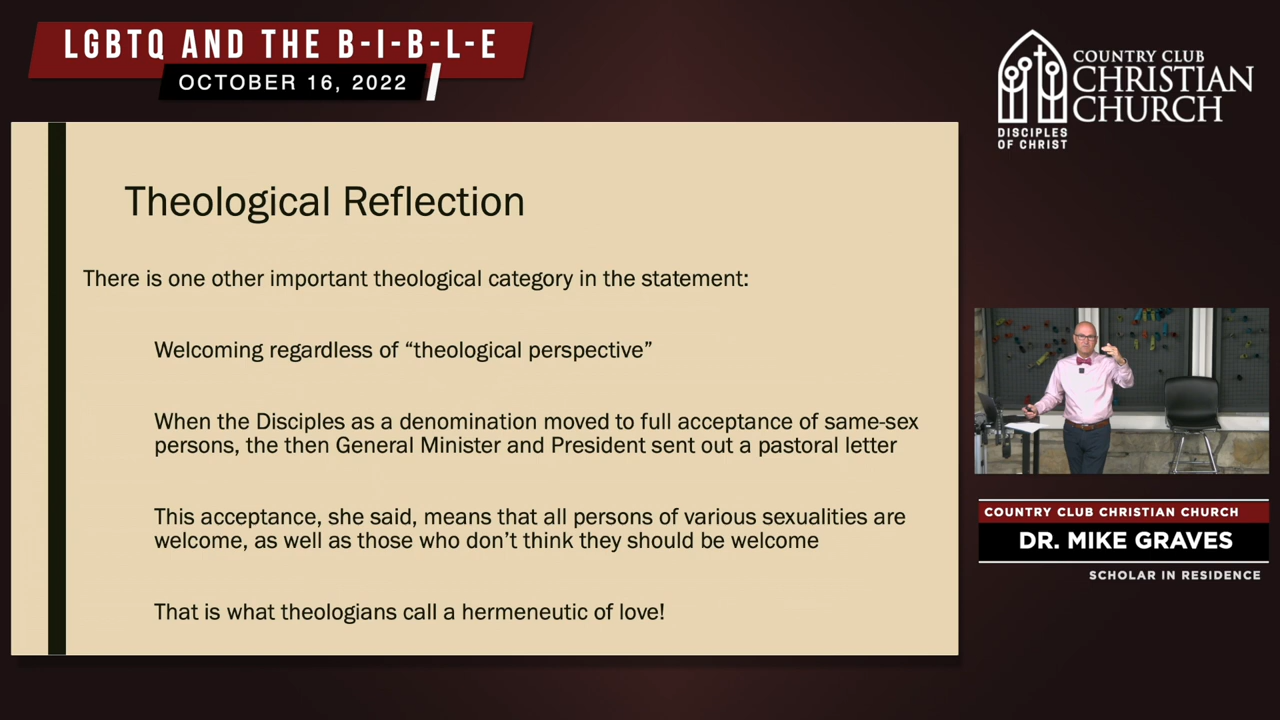 LGBTQ AND THE B-I-B-L-E
OCTOBER 16, 2022
COUNTRY CLUB
CHRISTIAN
CHURCH
DISCIPLES
OF CHRIST
Theological Reflection
There is one other important theological category in the statement:
Welcoming regardless of “theological perspective”
When the Disciples as a denomination moved to full acceptance of same-sex
persons, the then General Minister and President sent out a pastoral letter
This acceptance, she said, means that all persons of various sexualities are
welcome, as well as those who don’t think they should be welcome
That is what theologians call a hermeneutic of love!
COUNTRY CLUB CHRISTIAN CHURCH
DR. MIKE GRAVES
SCHOLAR IN RESIDENCE